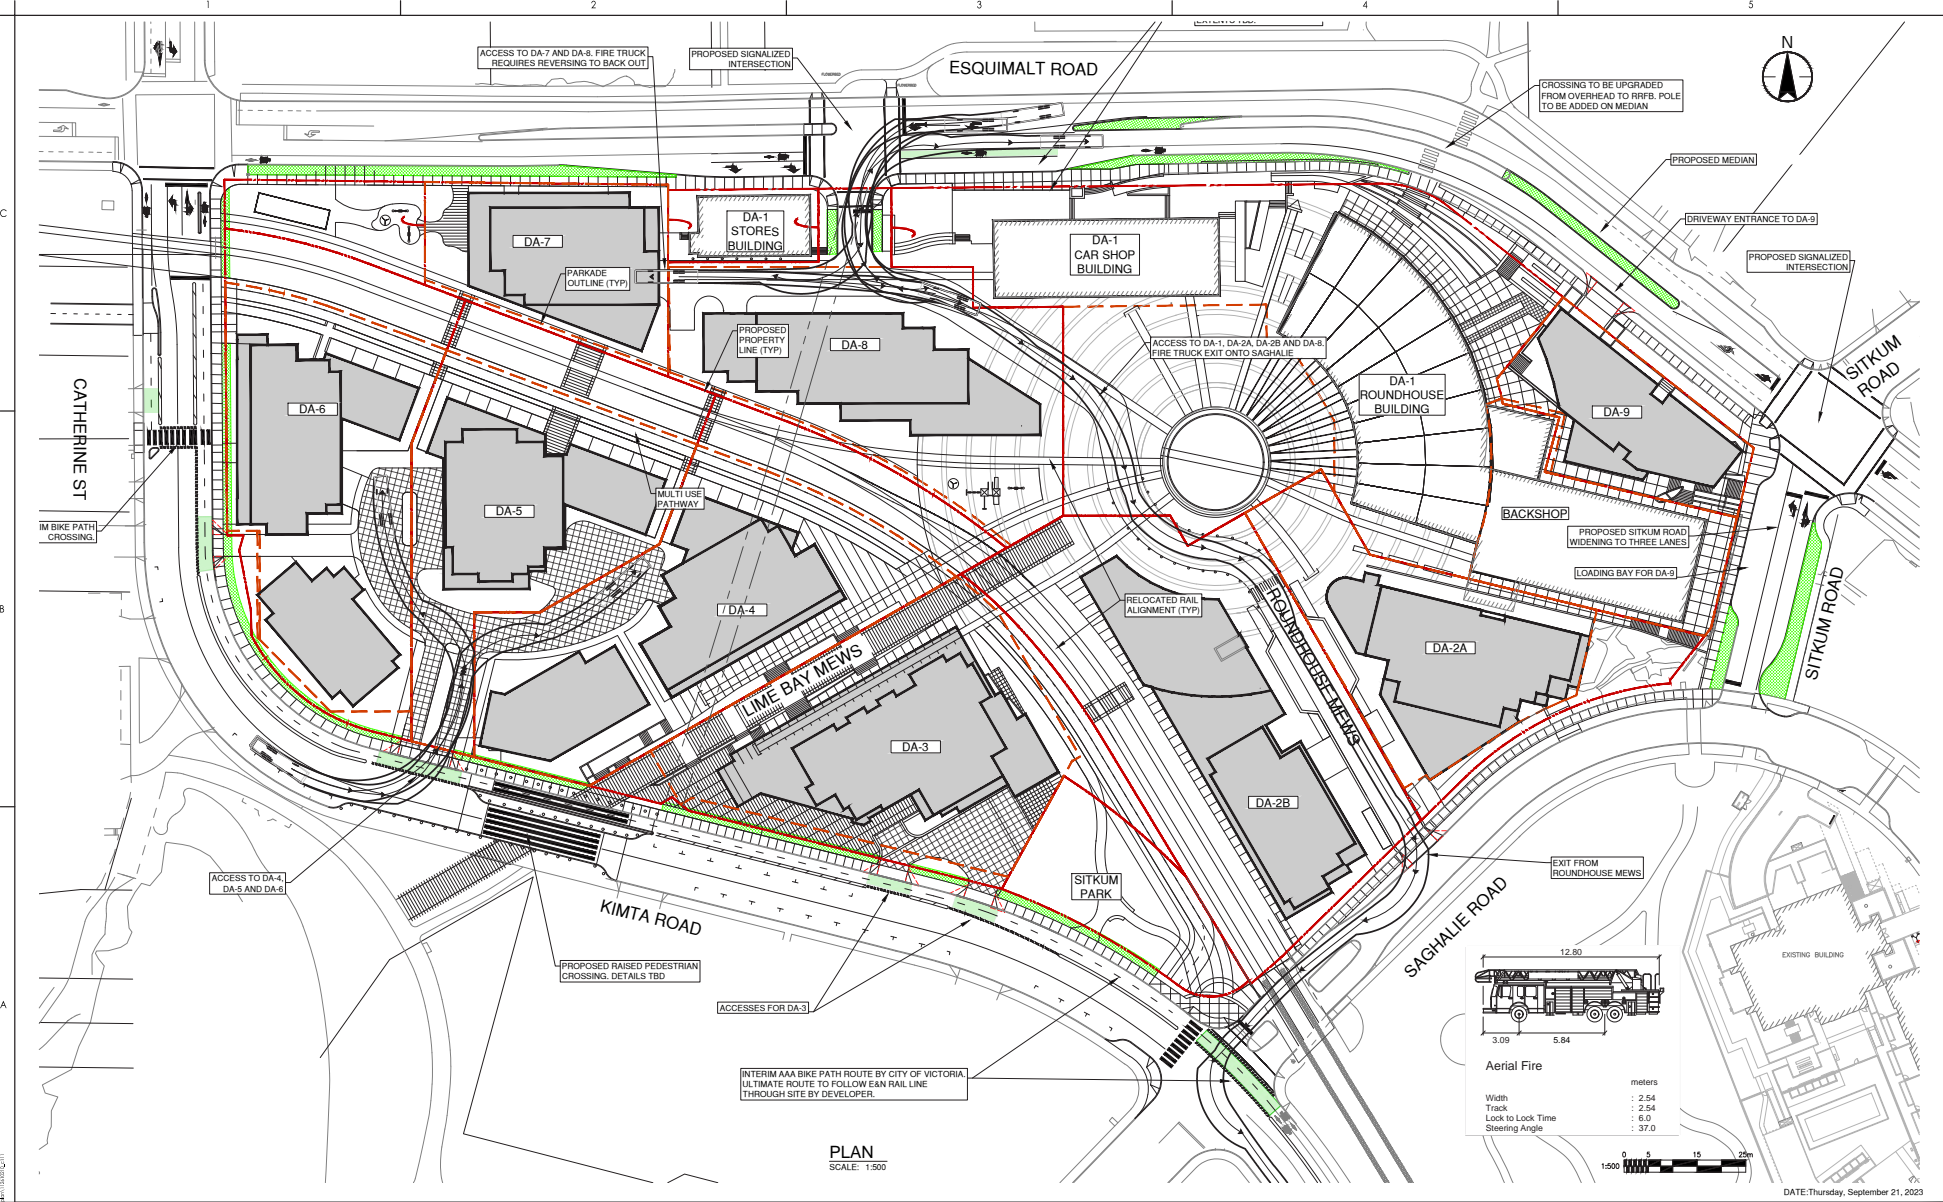 1
2
3
4
5
C
B
A
ACCESS TO DA-7 AND DA-8. FIRE TRUCK
REQUIRES REVERSING TO BACK OUT
PROPOSED SIGNALIZED
INTERSECTION
ESQUIMALT ROAD
N
CROSSING TO BE UPGRADED
FROM OVERHEAD TO RRFB. POLE
TO BE ADDED ON MEDIAN
PROPOSED MEDIAN
DRIVEWAY ENTRANCE TO DA-9
PROPOSED SIGNALIZED
INTERSECTION
DA-7
DA-1
STORES
BUILDING
DA-1
CAR SHOP
BUILDING
PARKADE
OUTLINE (TYP)
PROPOSED
PROPERTY
LINE (TYP)
DA-8
ACCESS TO DA-1, DA-2A, DA-2B AND DA-8.
FIRE TRUCK EXIT ONTO SAGHALIE
DA-1
ROUNDHOUSE
BUILDING
DA-9
SITKUM
ROAD
CATHERINE ST
DA-6
DA-5
MULTI USE
PATHWAY
BACKSHOP
PROPOSED SITKUM ROAD
WIDENING TO THREE LANES
LOADING BAY FOR DA-9
IM BIKE PATH
CROSSING.
DA-4
RELOCATED RAIL
ALIGNMENT (TYP)
ROUNDHOUSE MEWS
DA-2A
SITKUM ROAD
LIME BAY MEWS
DA-3
DA-2B
ACCESS TO DA-4,
DA-5 AND DA-6
SITKUM
PARK
EXIT FROM
ROUNDHOUSE MEWS
KIMTA ROAD
SAGHALIE ROAD
PROPOSED RAISED PEDESTRIAN
CROSSING. DETAILS TBD
ACCESSES FOR DA-3
EXISTING BUILDING
12.80
3.09
5.84
Aerial Fire
meters
Width : 2.54
Track : 2.54
Lock to Lock Time : 6.0
Steering Angle : 37.0
INTERIM AAA BIKE PATH ROUTE BY CITY OF VICTORIA.
ULTIMATE ROUTE TO FOLLOW E&N RAIL LINE
THROUGH SITE BY DEVELOPER.
PLAN
SCALE: 1:500
1:500
0 5 15 25m
DATE:Thursday, September 21, 2023